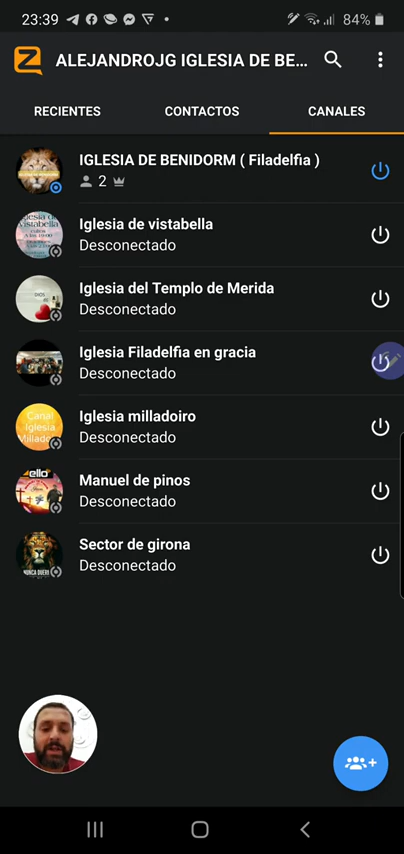 23:39
84%
ALEJANDROJG IGLESIA DE BE...
RECIENTES
CONTACTOS
CANALES
IGLESIA DE BENIDORM ( Filadelfia )
2
Iglesia de vistabella
Desconectado
Iglesia del Templo de Merida
Desconectado
Iglesia Filadelfia en gracia
Desconectado
Canal
Iglesia
Iglesia milladoiro
Desconectado
Manuel de pinos
Desconectado
Sector de girona
Desconectado